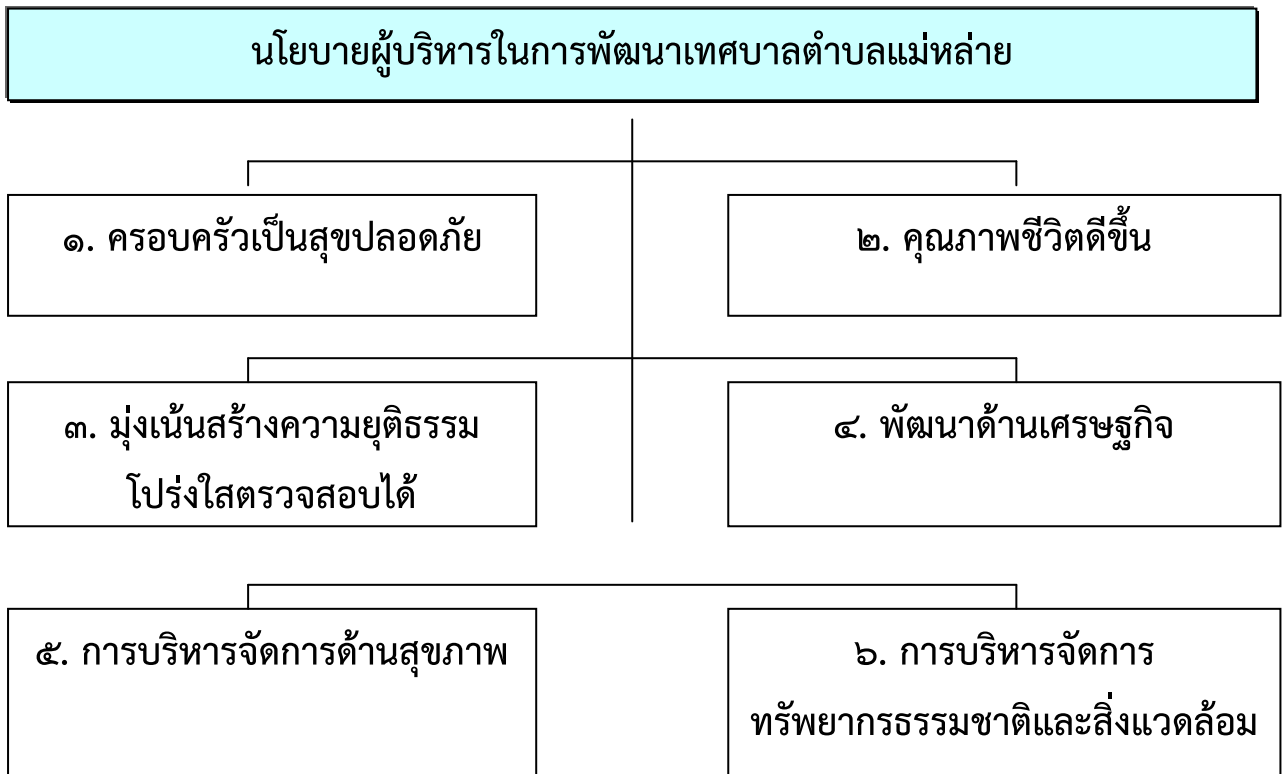 นโยบายผู้บริหารในการพัฒนาเทศบาลตำบลแม่หล่าย
๑. ครอบครัวเป็นสุขปลอดภัย
๒. คุณภาพชีวิตดีขึ้น
๓. มุ่งเน้นสร้างความยุติธรรม
โปร่งใสตรวจสอบได้
๔. พัฒนาด้านเศรษฐกิจ
๕. การบริหารจัดการด้านสุขภาพ
๖. การบริหารจัดการ
ทรัพยากรธรรมชาติและสิ่งแวดล้อม